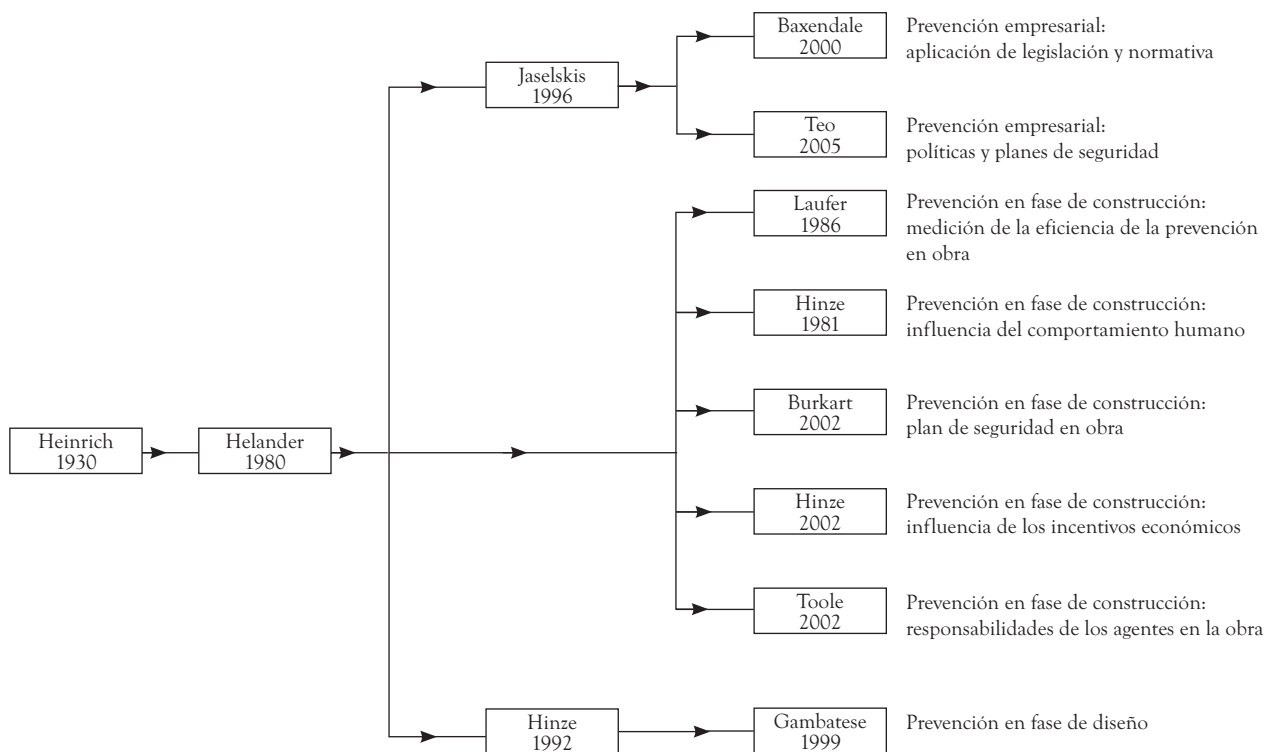 Baxendale
2000
Prevención empresarial:
aplicación de legislación y normativa
Jaselskis
1996
Teo
2005
Prevención empresarial:
políticas y planes de seguridad
Laufer
1986
Prevención en fase de construcción:
medición de la eficiencia de la prevención
en obra
Hinze
1981
Prevención en fase de construcción:
influencia del comportamiento humano
Burkart
2002
Prevención en fase de construcción:
plan de seguridad en obra
Heinrich
1930
Helander
1980
Hinze
2002
Prevención en fase de construcción:
influencia de los incentivos económicos
Toole
2002
Prevención en fase de construcción:
responsabilidades de los agentes en la obra
Hinze
1992
Gambatese
1999
Prevención en fase de diseño